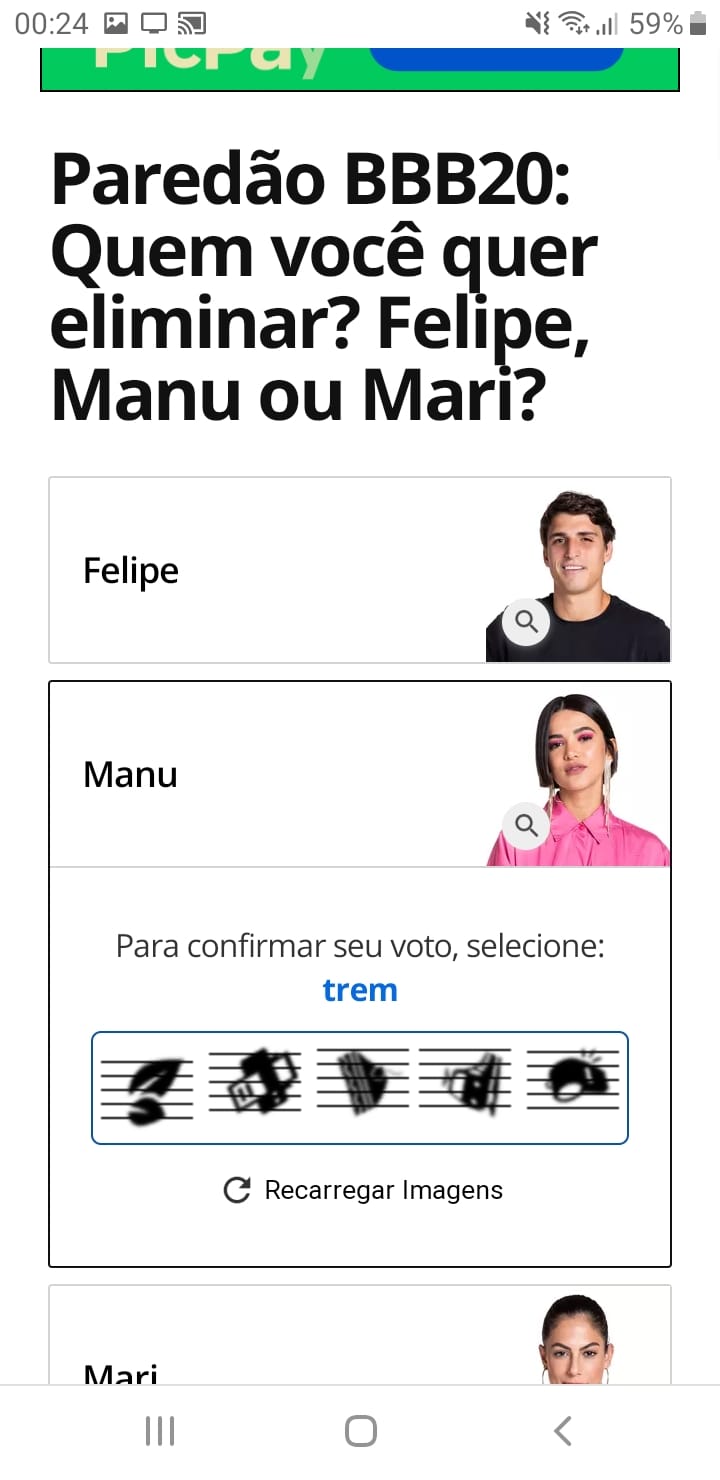 00:24 59%
PicPay
Paredão BBB20:
Quem você quer
eliminar? Felipe,
Manu ou Mari?
Felipe
Manu
Para confirmar seu voto, selecione:
trem
Recarregar Imagens
Mari